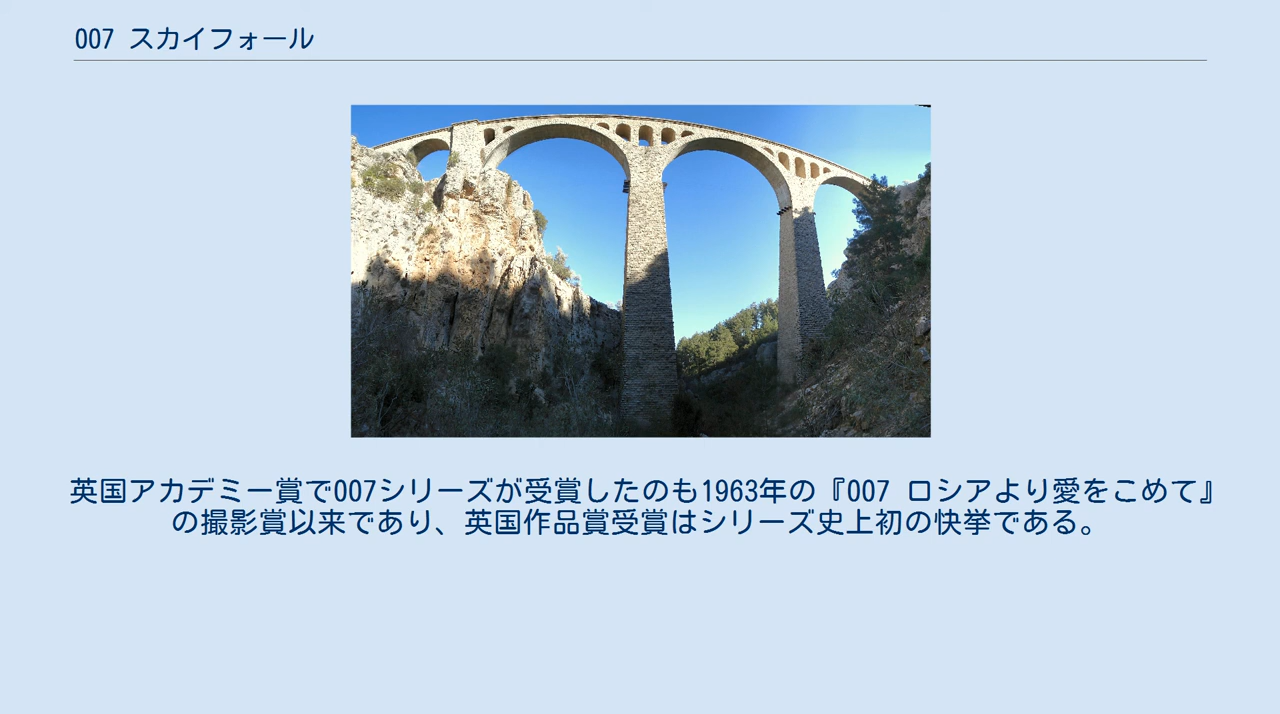 007 スカイフォール
英国アカデミー賞で007シリーズが受賞したのも1963年の『007 ロシアより愛をこめて』
の撮影賞以来であり、英国作品賞受賞はシリーズ史上初の快挙である。